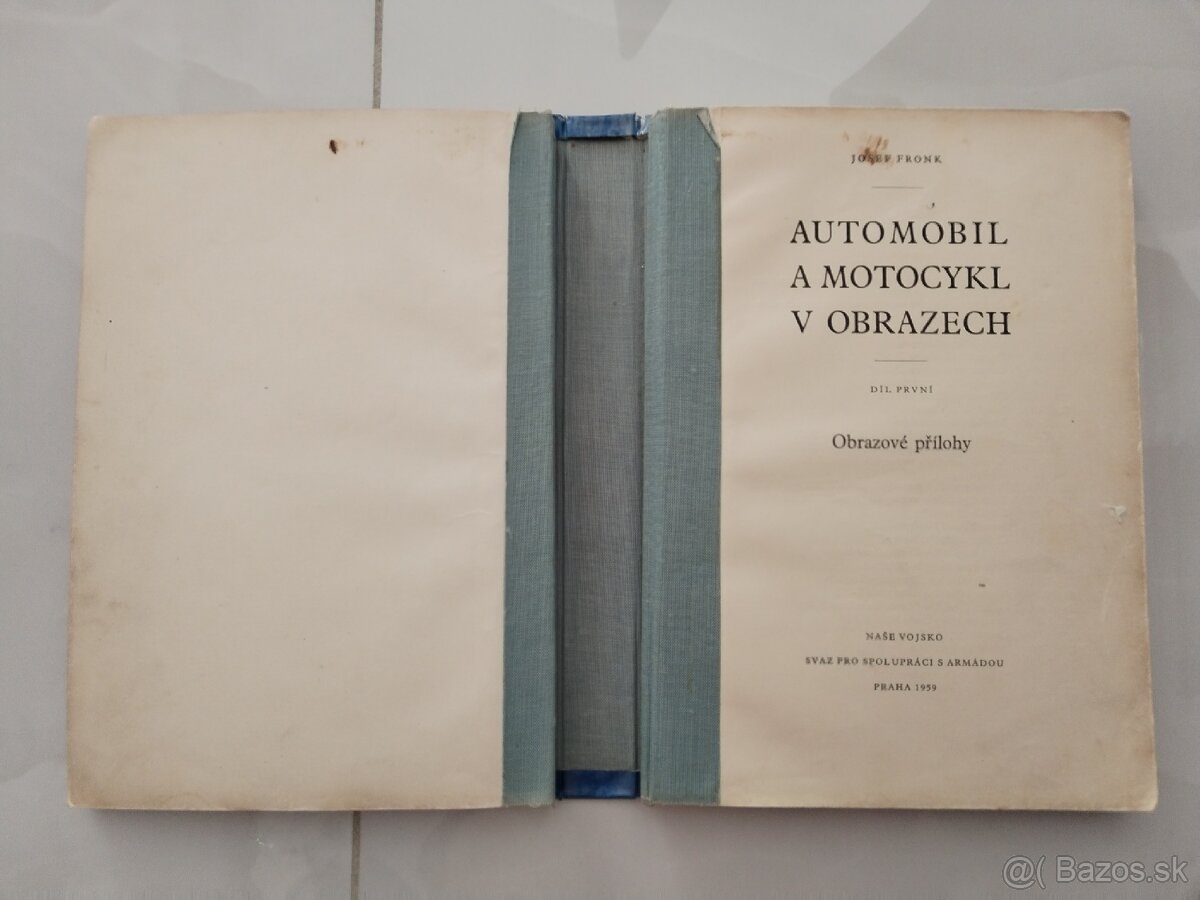 JOSEF FRONK
AUTOMOBIL
A MOTOCYKL
V OBRAZECH
DÍL PRVNÍ
Obrazové přílohy
NAŠE VOJSKO
SVAZ PRO SPOLUPRÁCI S ARMÁDOU
PRAHA 1959
@( Bazos.sk